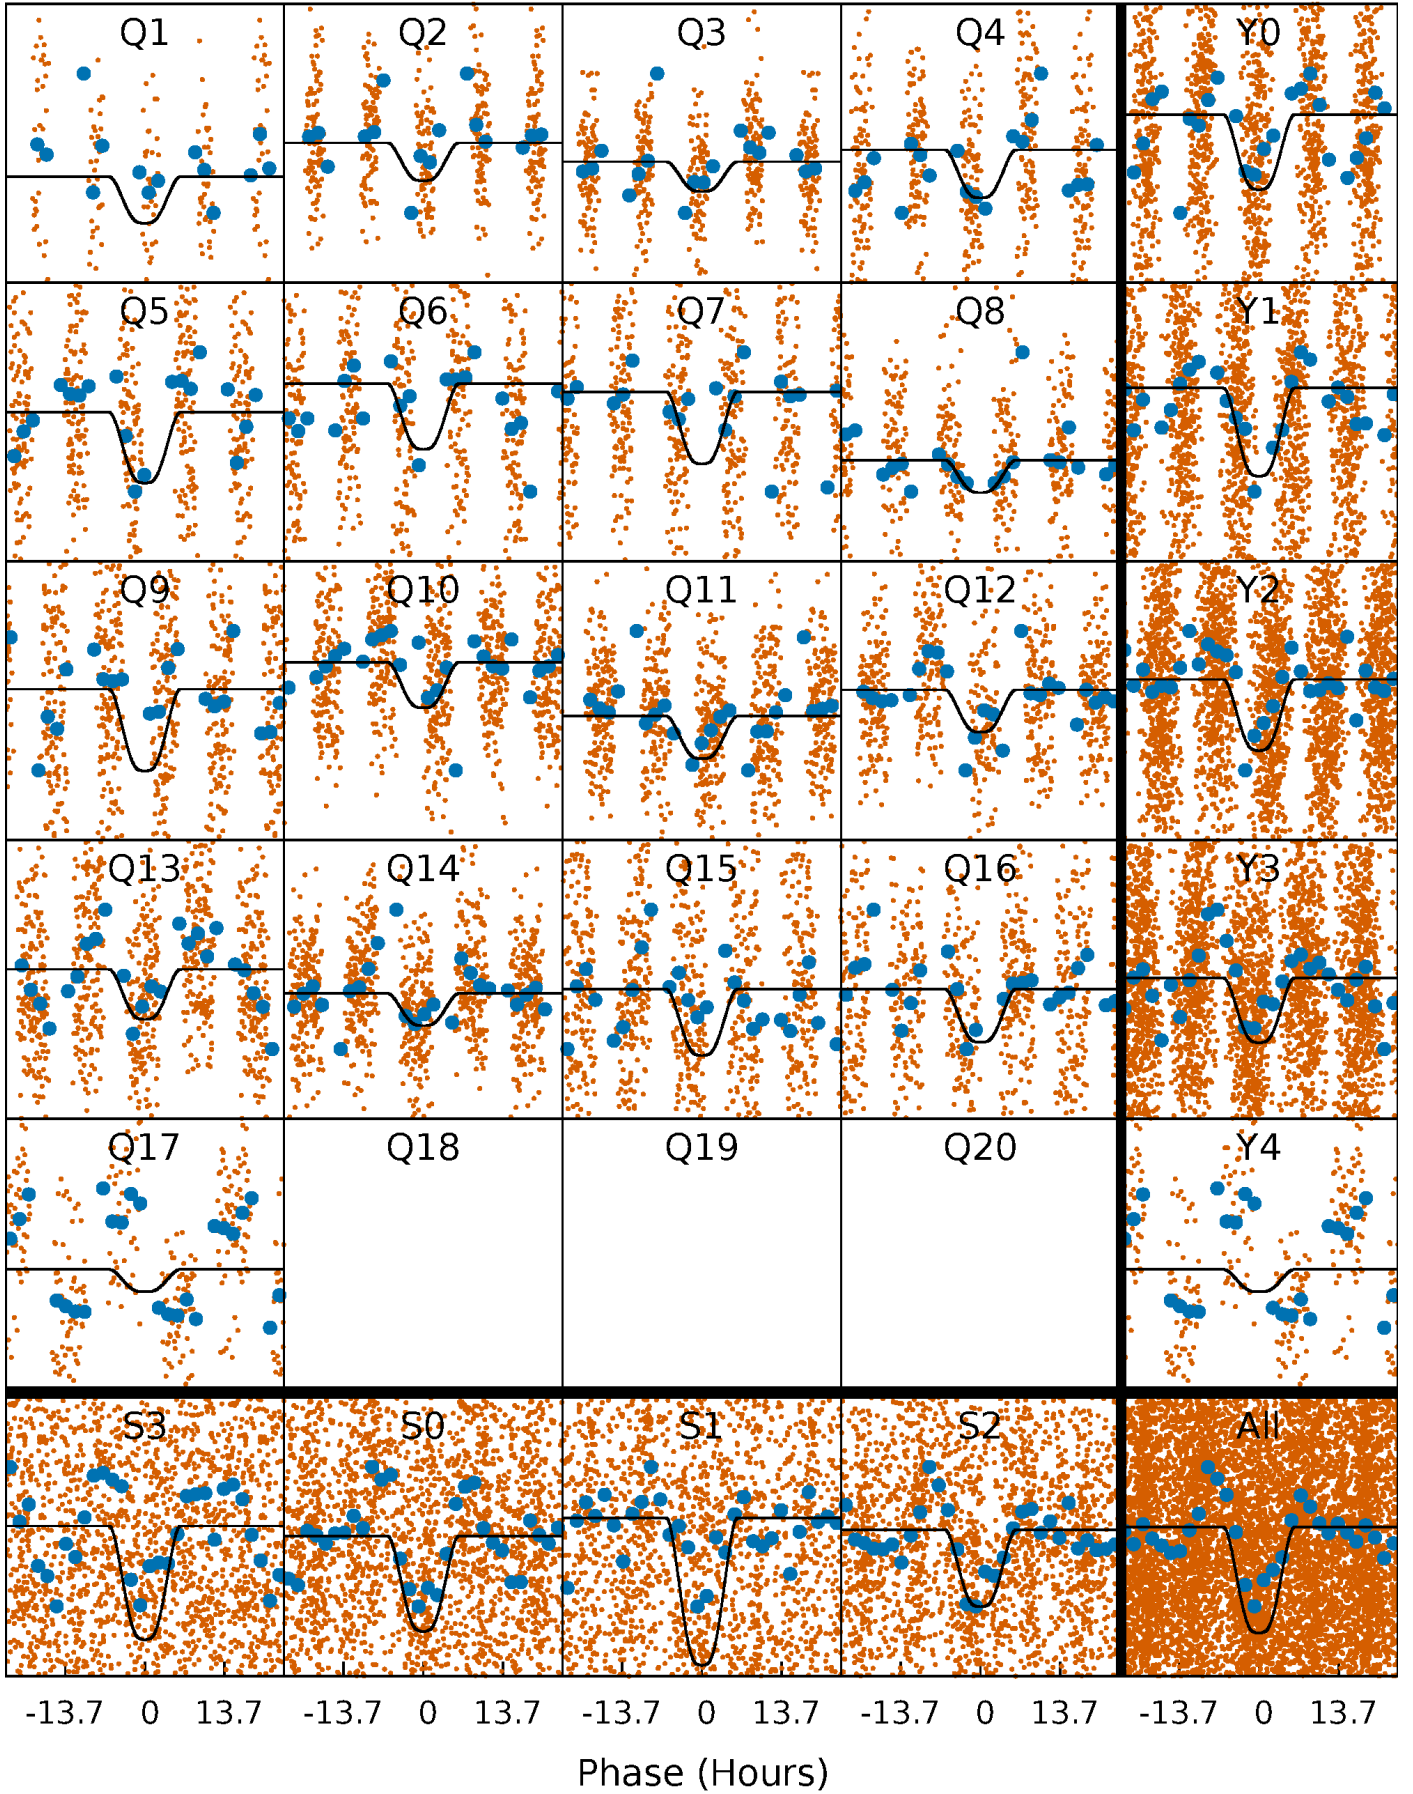 Q1 Q2 Q3 Q4 Y0
Q5 Q6 Q7 Q8 Y1
Q9 Q10 Q11 Q12 Y2
Q13 Q14 Q15 Q16 Y3
Q17 Q18 Q19 Q20 Y4
S3 S0 S1 S2 All
-13.7 0 13.7 -13.7 0 13.7 -13.7 0 13.7 -13.7 0 13.7 -13.7 0 13.7
Phase (Hours)